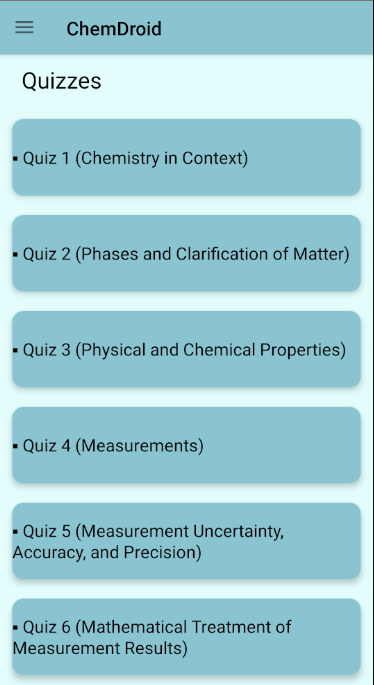 ChemDroid
Quizzes
▪ Quiz 1 (Chemistry in Context)
▪ Quiz 2 (Phases and Clarification of Matter)
▪ Quiz 3 (Physical and Chemical Properties)
▪ Quiz 4 (Measurements)
▪ Quiz 5 (Measurement Uncertainty,
Accuracy, and Precision)
▪ Quiz 6 (Mathematical Treatment of
Measurement Results)